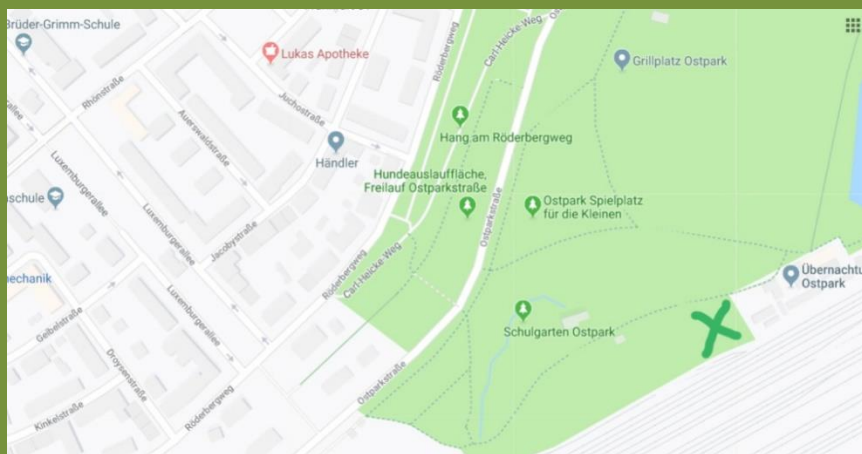 Brüder-Grimm-Schule
Lukas Apotheke
Röderbergweg
Carl-Heicke-Weg
Grillplatz Ostpark
Rhönstraße
Juchostraße
Auerswaldstraße
Hang am Röderbergweg
Händler
Hundeauslauffläche,
Freilauf Ostparkstraße
Ostparkstraße
Ostpark Spielplatz
für die Kleinen
Luxemburgerallee
schule
Luxemburgerallee
Jacobystraße
Röderbergweg
Carl-Heicke-Weg
Übernachtu
Ostpark
mechanik
Luxemburgerallee
Schulgarten Ostpark
Geibelstraße
Droysenstraße
Ostparkstraße
Röderbergweg
Kinkelstraße